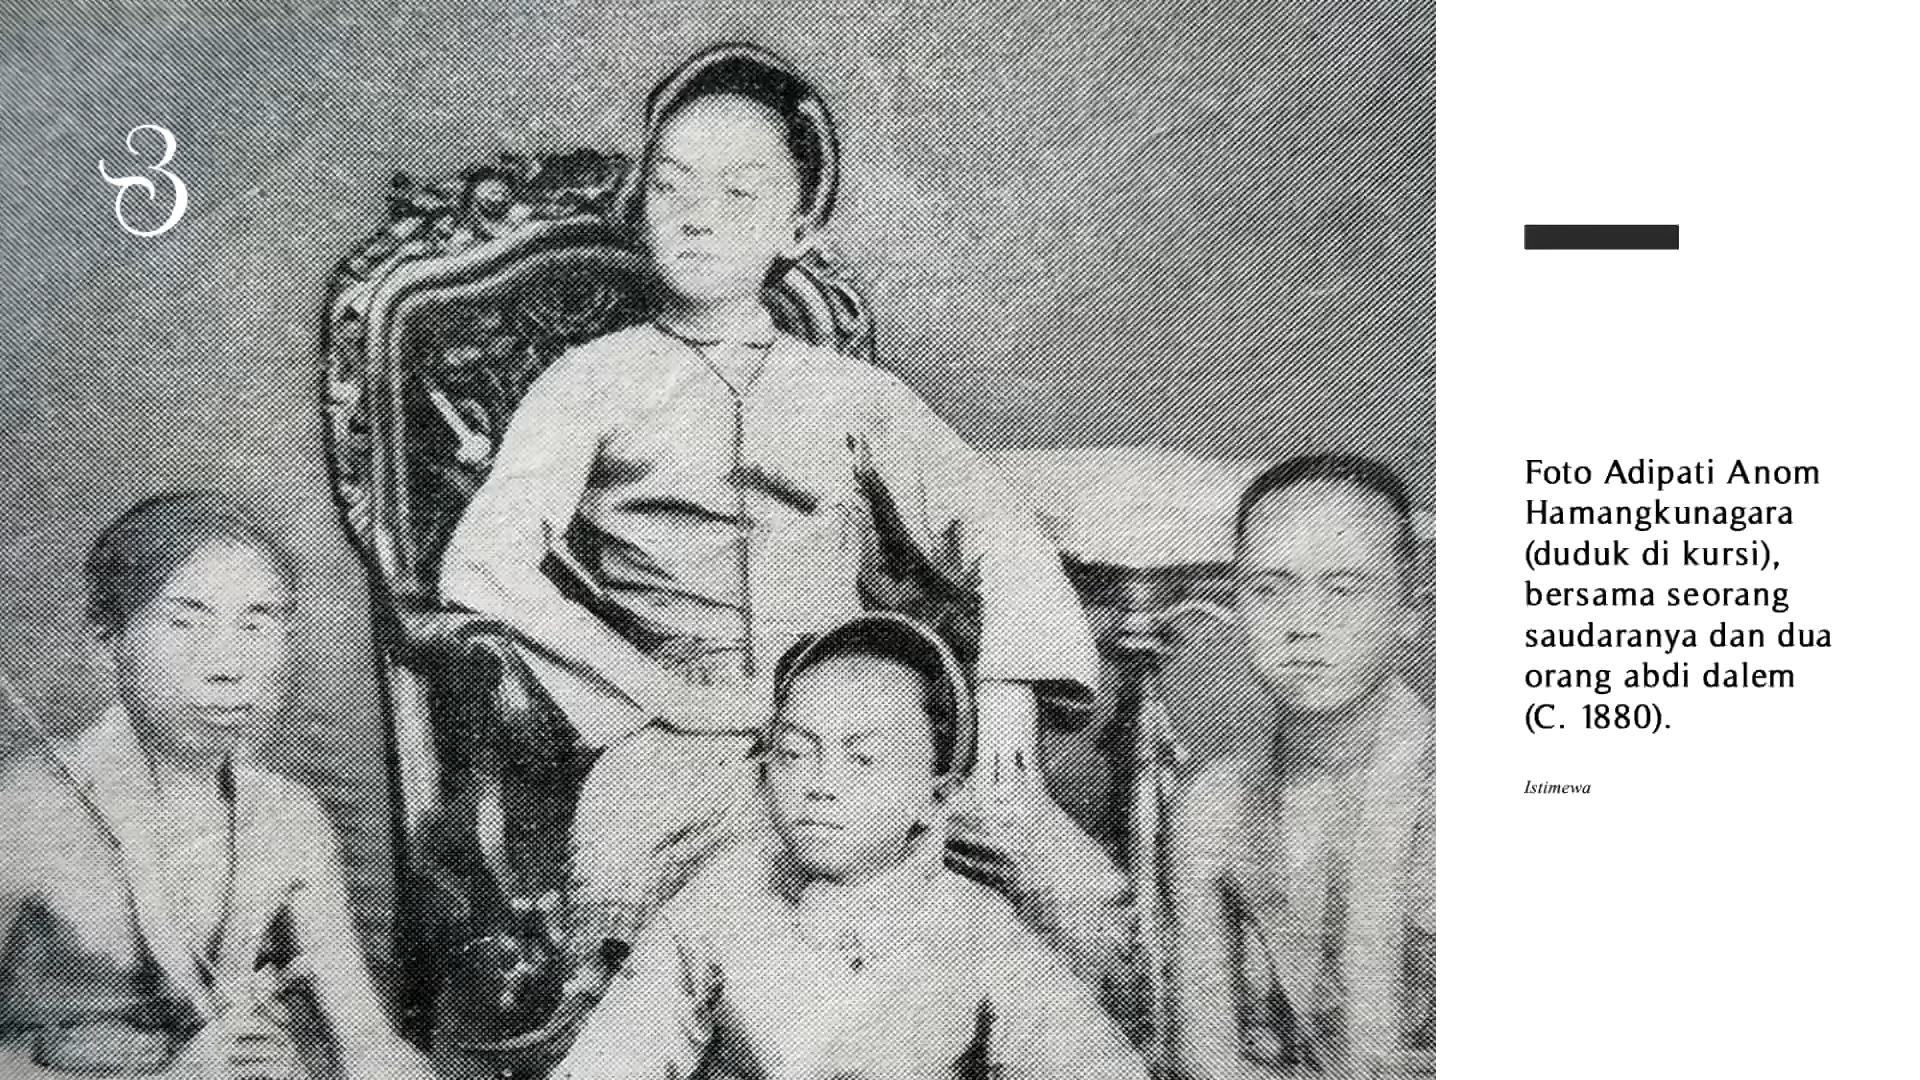 3
Foto Adipati Anom
Hamangkunagara
(duduk di kursi),
bersama seorang
saudaranya dan dua
orang abdi dalem
(C. 1880).
Istimewa